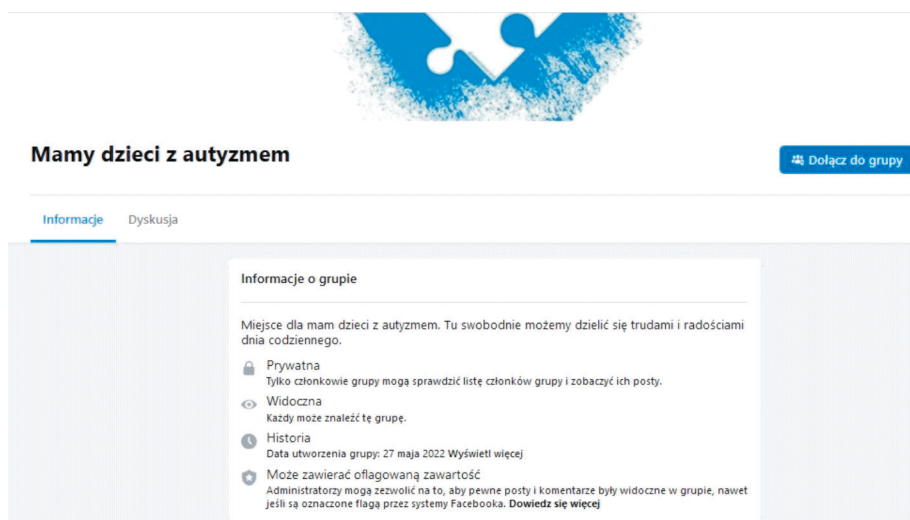 Mamy dzieci z autyzmem
Dołącz do grupy
Informacje Dyskusja
Informacje o grupie
Miejsce dla mam dzieci z autyzmem. Tu swobodnie możemy dzielić się trudami i radościami
dnia codziennego.
Prywatna
Tylko członkowie grupy mogą sprawdzić listę członków grupy i zobaczyć ich posty.
Widoczna
Każdy może znaleźć tę grupę.
Historia
Data utworzenia grupy: 27 maja 2022 Wyświetl więcej
Może zawierać oflagowaną zawartość
Administratorzy mogą zezwolić na to, aby pewne posty i komentarze były widoczne w grupie, nawet
jeśli są oznaczone flagą przez systemy Facebooka. Dowiedz się więcej